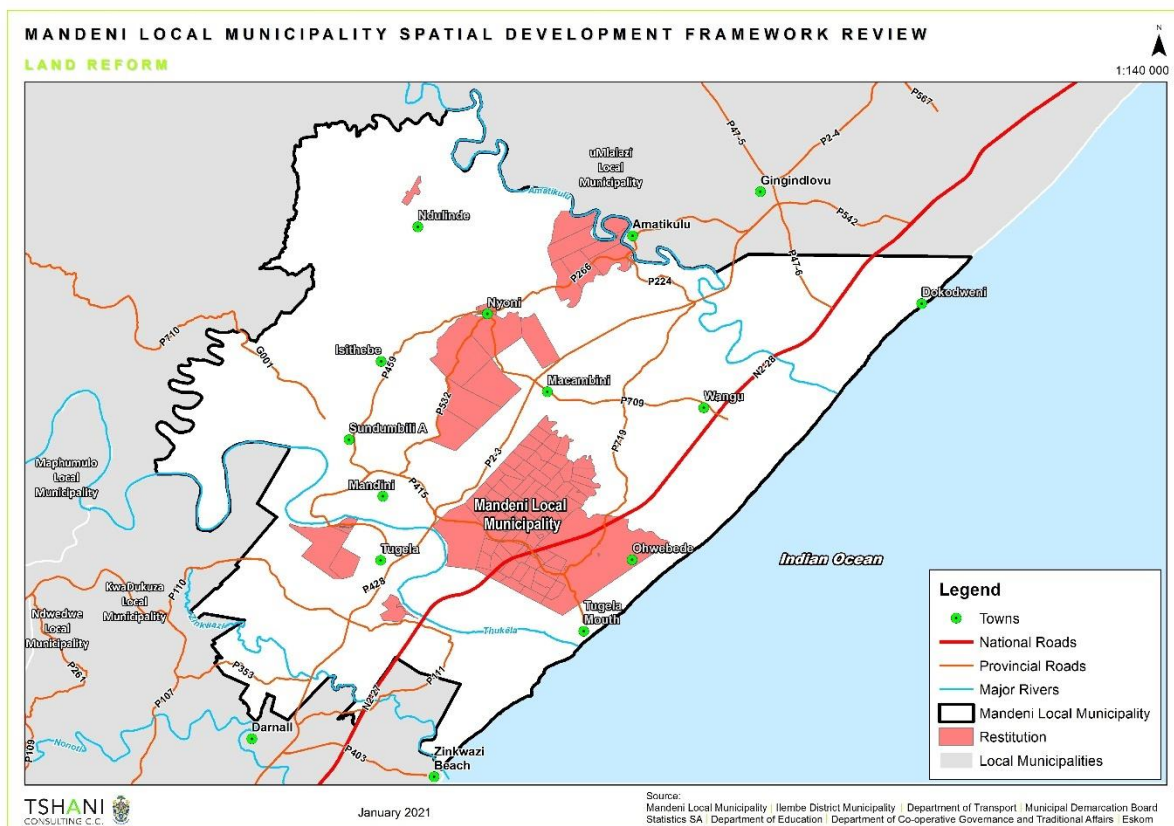 MANDENI LOCAL MUNICIPALITY SPATIAL DEVELOPMENT FRAMEWORK REVIEW
LAND REFORM
N
1:140 000
P47-5
P567
P2-4
uMlalazi
Local
Municipality
Gingindlovu
Amatikulu
Ndulinde
Amatikulu
P542
P266
P224
P47-6
Nyoni
Dokodweni
P710
G001
Isithebe
P459
N2*28
Macambini
P532
P709
Wangu
Sundumbili A
P719
P2-3
Maphumulo
Local
Municipality
Mandini
P415
Mandeni Local
Municipality
Tugela
Ohwebede
Indian Ocean
P428
P110
KwaDukuza
Local
Municipality
Ndwedwe
Local
Municipality
Zinkwazi
Tugela
Mouth
Thukela
P261
P353
P111
P107
N2*27
Darnall
P109
Nonoti
P403
Zinkwazi
Beach
Legend
Towns
National Roads
Provincial Roads
Major Rivers
Mandeni Local Municipality
Restitution
Local Municipalities
TSHANI
CONSULTING C.C.
January 2021
Source:
Mandeni Local Municipality | Ilembe District Municipality | Department of Transport | Municipal Demarcation Board
Statistics SA | Department of Education | Department of Co-operative Governance and Traditional Affairs | Eskom